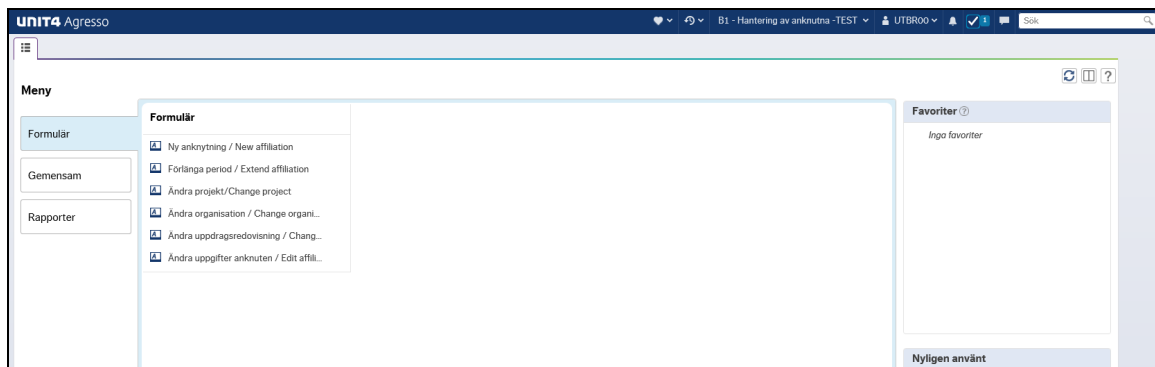 UNIT4 Agresso
B1 - Hantering av anknutna -TEST
UTBR00
1
Sök
Meny
Formulär
Gemensam
Rapporter
Formulär
Ny anknytning / New affiliation
Förlänga period / Extend affiliation
Ändra projekt/Change project
Ändra organisation / Change organi...
Ändra uppdragsredovisning / Chang...
Ändra uppgifter anknuten / Edit affili...
?
Favoriter ?
Inga favoriter
Nyligen använt